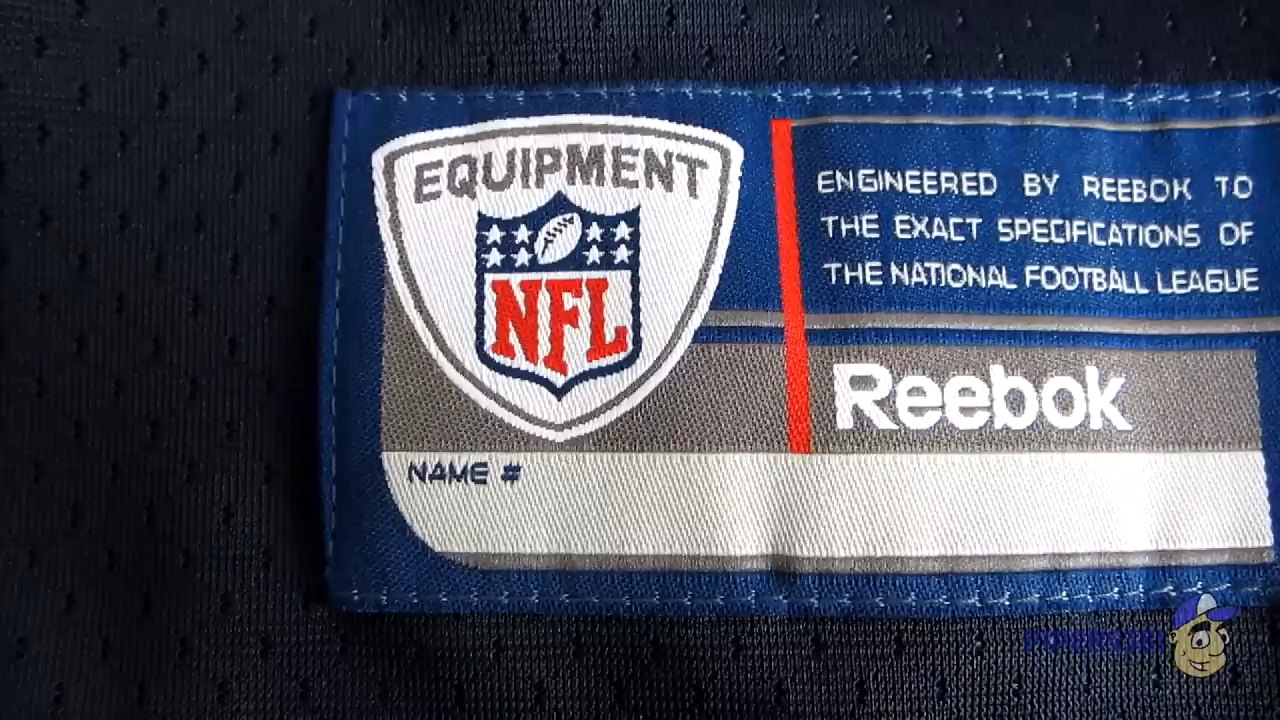 EQUIPMENT
NFL
ENGINEERED BY REEBOK TO
THE EXACT SPECIFICATIONS OF
THE NATIONAL FOOTBALL LEAGUE
Reebok
NAME #